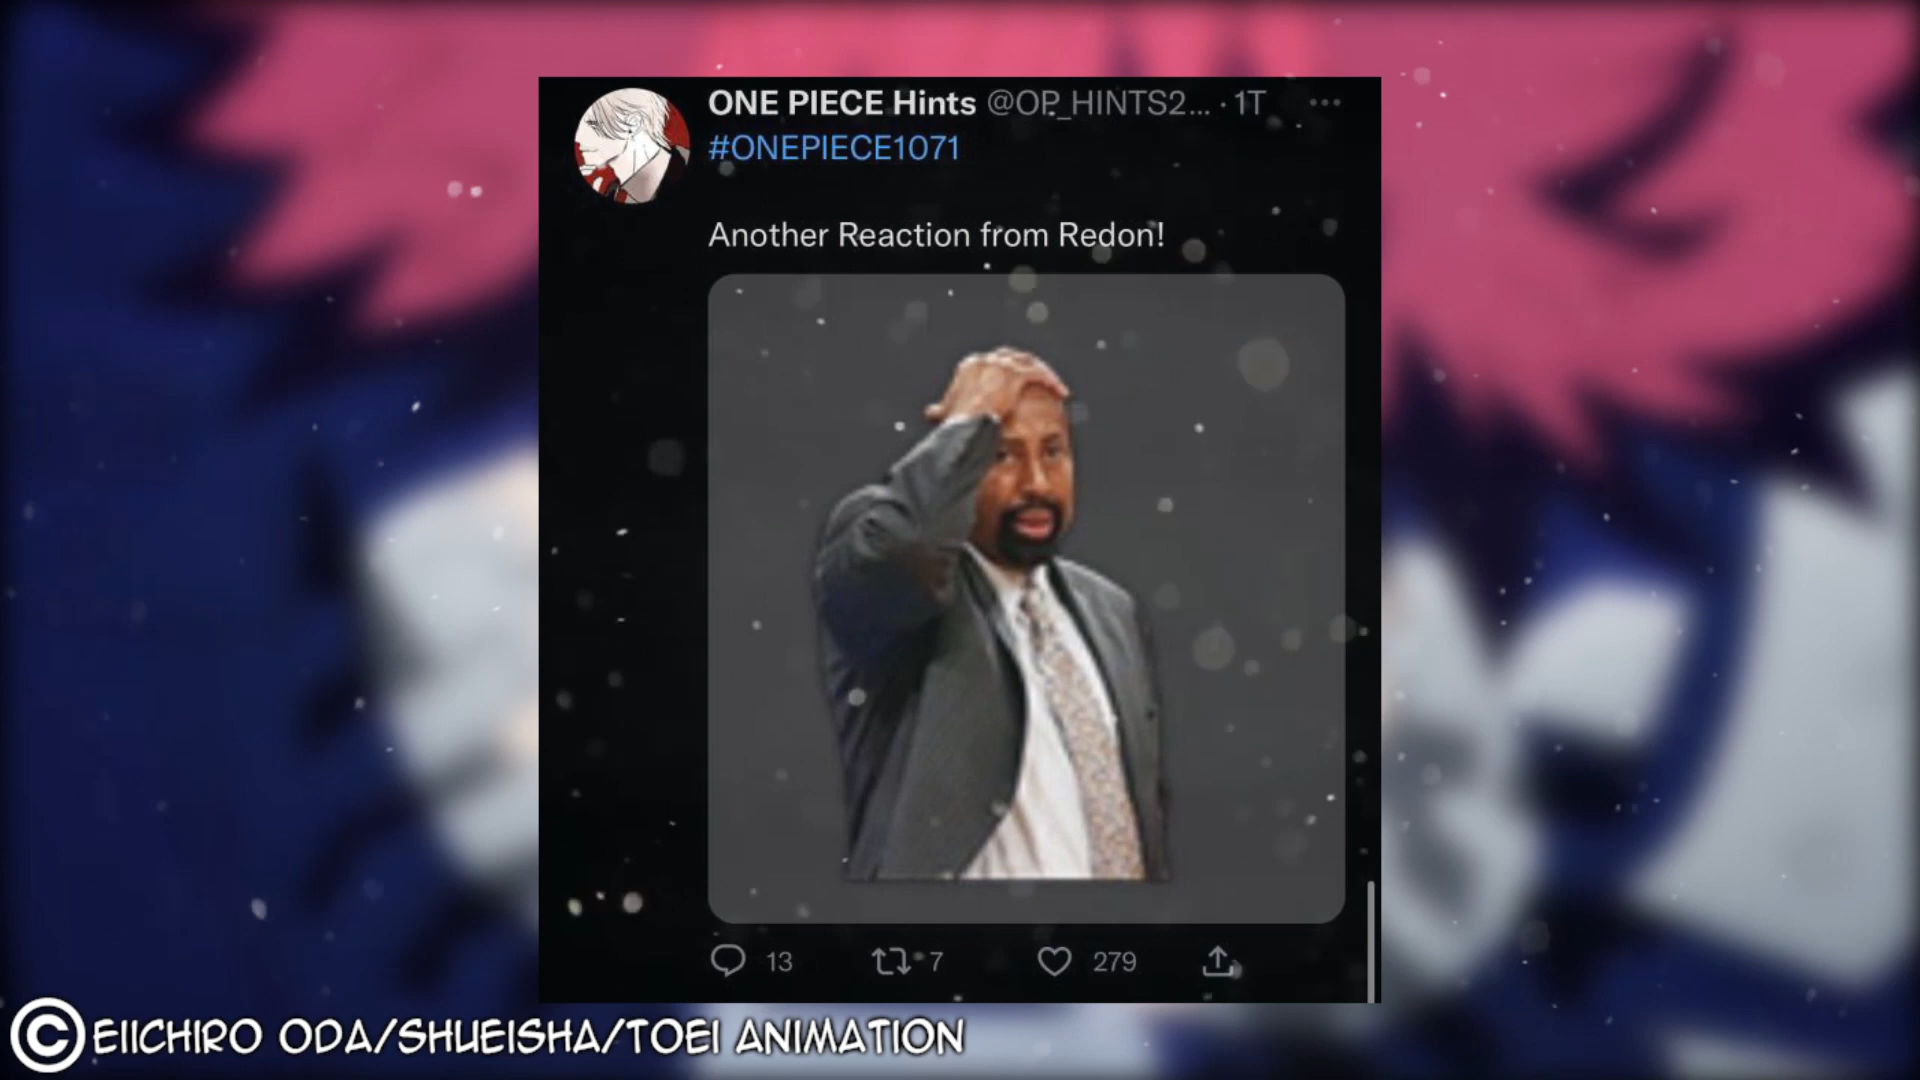 ONE PIECE Hints @OP_HINTS2... · 1T
#ONEPIECE1071
Another Reaction from Redon!
13 7 279
© EIICHIRO ODA/SHUEISHA/TOEI ANIMATION